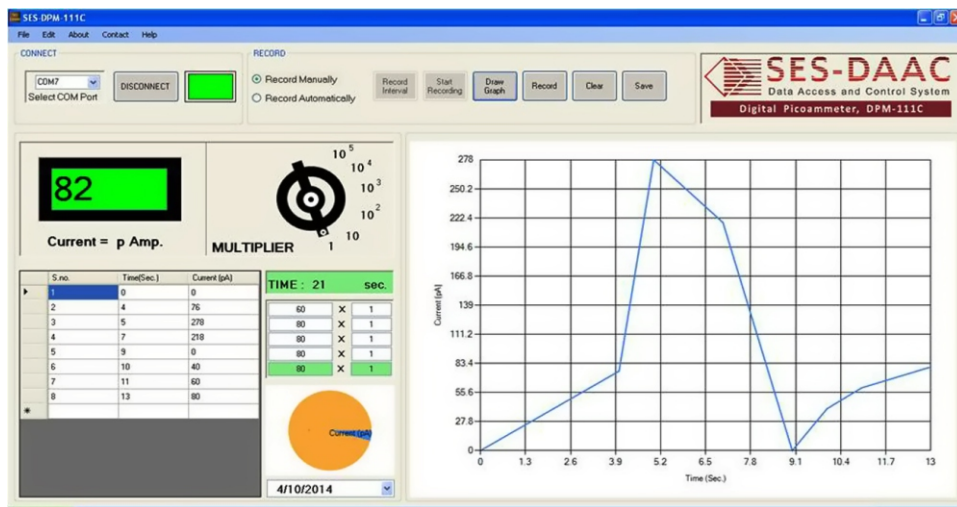 SES-DPM-111C
File Edit About Contact Help
CONNECT
COM7
Select COM Port
DISCONNECT
RECORD
Record Manually
Record Automatically
Record Interval
Start Recording
Draw Graph
Record
Clear
Save
SES-DAAC
Data Access and Control System
Digital Picoammeter, DPM-111C
82
Current = p Amp.
MULTIPLIER
10^5
10^4
10^3
10^2
10
1
S.no. Time(Sec.) Current (pA)
1 0 0
2 4 76
3 5 278
4 7 218
5 9 0
6 10 40
7 11 60
8 13 80
TIME : 21 sec.
60 X 1
80 X 1
80 X 1
80 X 1
80 X 1
Current (pA)
4/10/2014
278
250.2
222.4
194.6
166.8
139
111.2
83.4
55.6
27.8
0
Current (pA)
0 1.3 2.6 3.9 5.2 6.5 7.8 9.1 10.4 11.7 13
Time (Sec.)